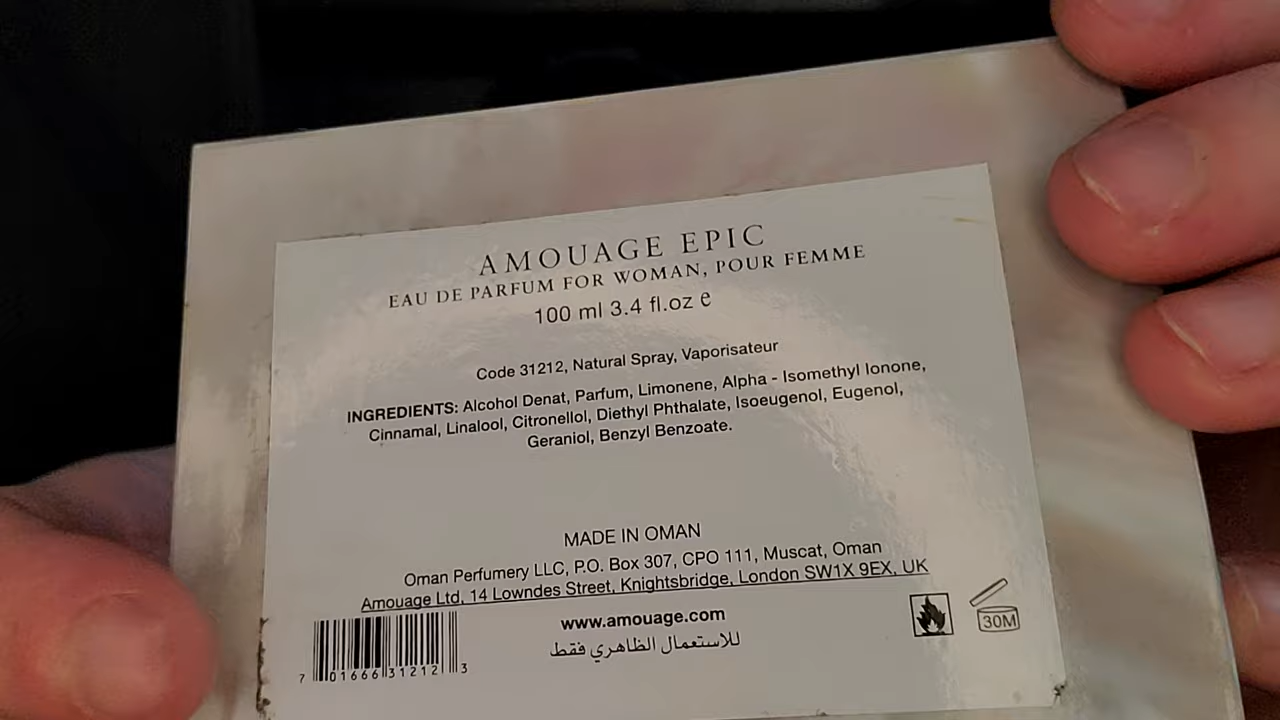 AMOUAGE EPIC
EAU DE PARFUM FOR WOMAN, POUR FEMME
100 ml 3.4 fl.oz e
Code 31212, Natural Spray, Vaporisateur
INGREDIENTS: Alcohol Denat, Parfum, Limonene, Alpha - Isomethyl Ionone,
Cinnamal, Linalool, Citronellol, Diethyl Phthalate, Isoeugenol, Eugenol,
Geraniol, Benzyl Benzoate.
MADE IN OMAN
Oman Perfumery LLC, P.O. Box 307, CPO 111, Muscat, Oman
Amouage Ltd, 14 Lowndes Street, Knightsbridge, London SW1X 9EX, UK
www.amouage.com
للاستعمال الظاهري فقط
7 01666 31212 3
30M